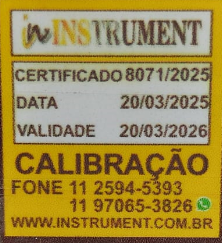 in INSTRUMENT
CERTIFICADO 8071/2025
DATA 20/03/2025
VALIDADE 20/03/2026
CALIBRAÇÃO
FONE 11 2594-5393
11 97065-3826
WWW.INSTRUMENT.COM.BR